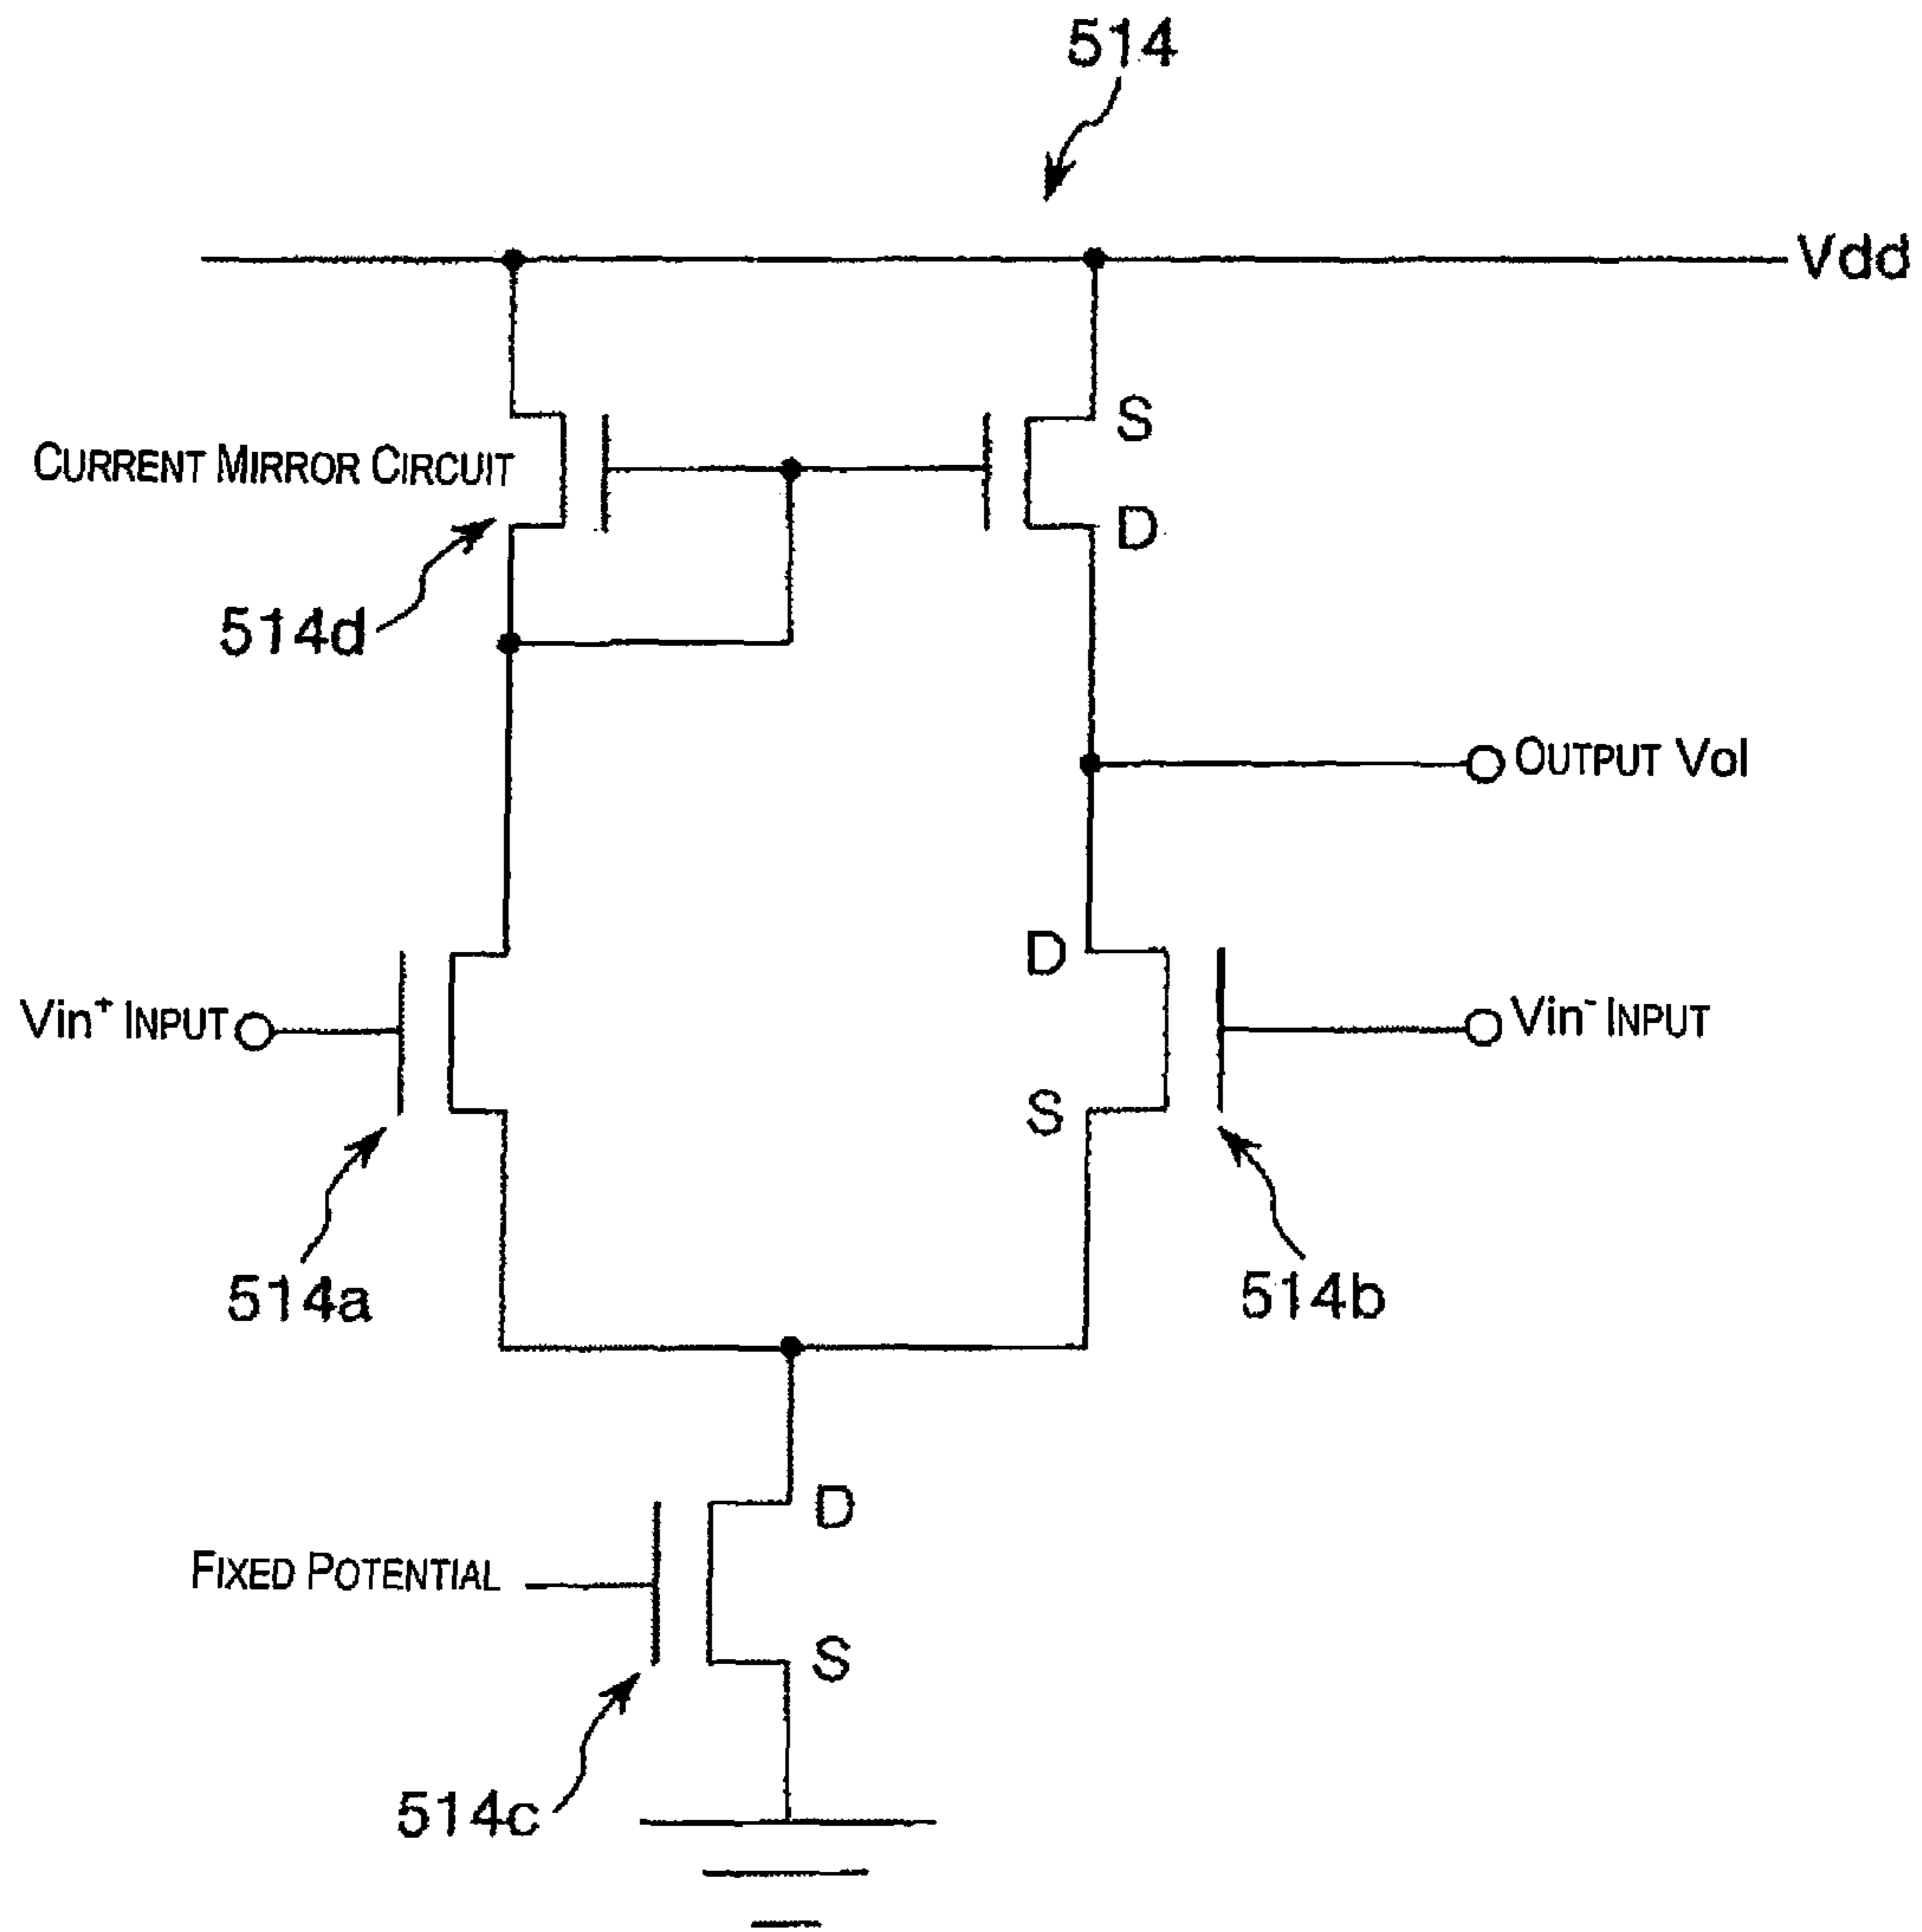 514
Vdd
S
CURRENT MIRROR CIRCUIT
D
514d
OUTPUT Vol
D
Vin+ INPUT
Vin- INPUT
S
514a
514b
D
FIXED POTENTIAL
S
514c